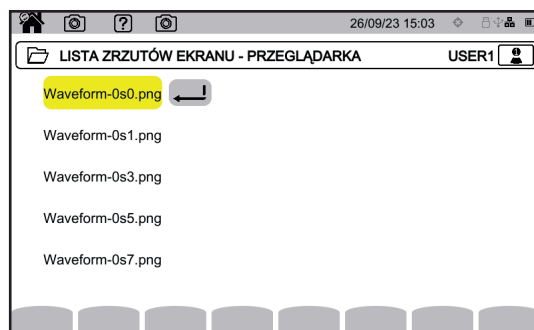 ?
26/09/23 15:03
LISTA ZRZUTÓW EKRANU - PRZEGLĄDARKA
USER1
Waveform-0s0.png
Waveform-0s1.png
Waveform-0s3.png
Waveform-0s5.png
Waveform-0s7.png